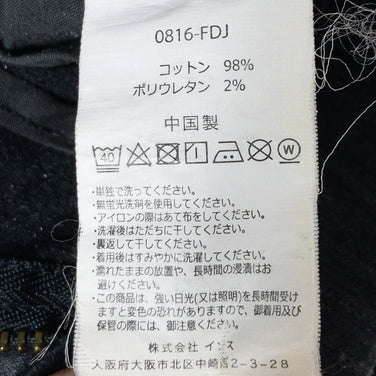 0816-FDJ
コットン 98%
ポリウレタン 2%
中国製
40
W
・単独で洗ってください。
・無蛍光洗剤を使用してください。
・アイロンの際はあて布をしてください。
・洗濯後はただちに干してください。
・裏返して干してください。
・着用後はすみやかに洗濯してください。
・濡れたままの放置や、長時間の浸漬はお
避けください。
・この商品は、強い日光(又は照明)を長時間受けま
すと変色の恐れがありますので、御着用及び
保管の際には、御注意ください。
株式会社 インス
大阪府大阪市北区中崎西2-3-28